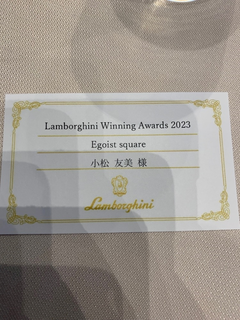 Lamborghini Winning Awards 2023
Egoist square
小松 友美 様
Lamborghini